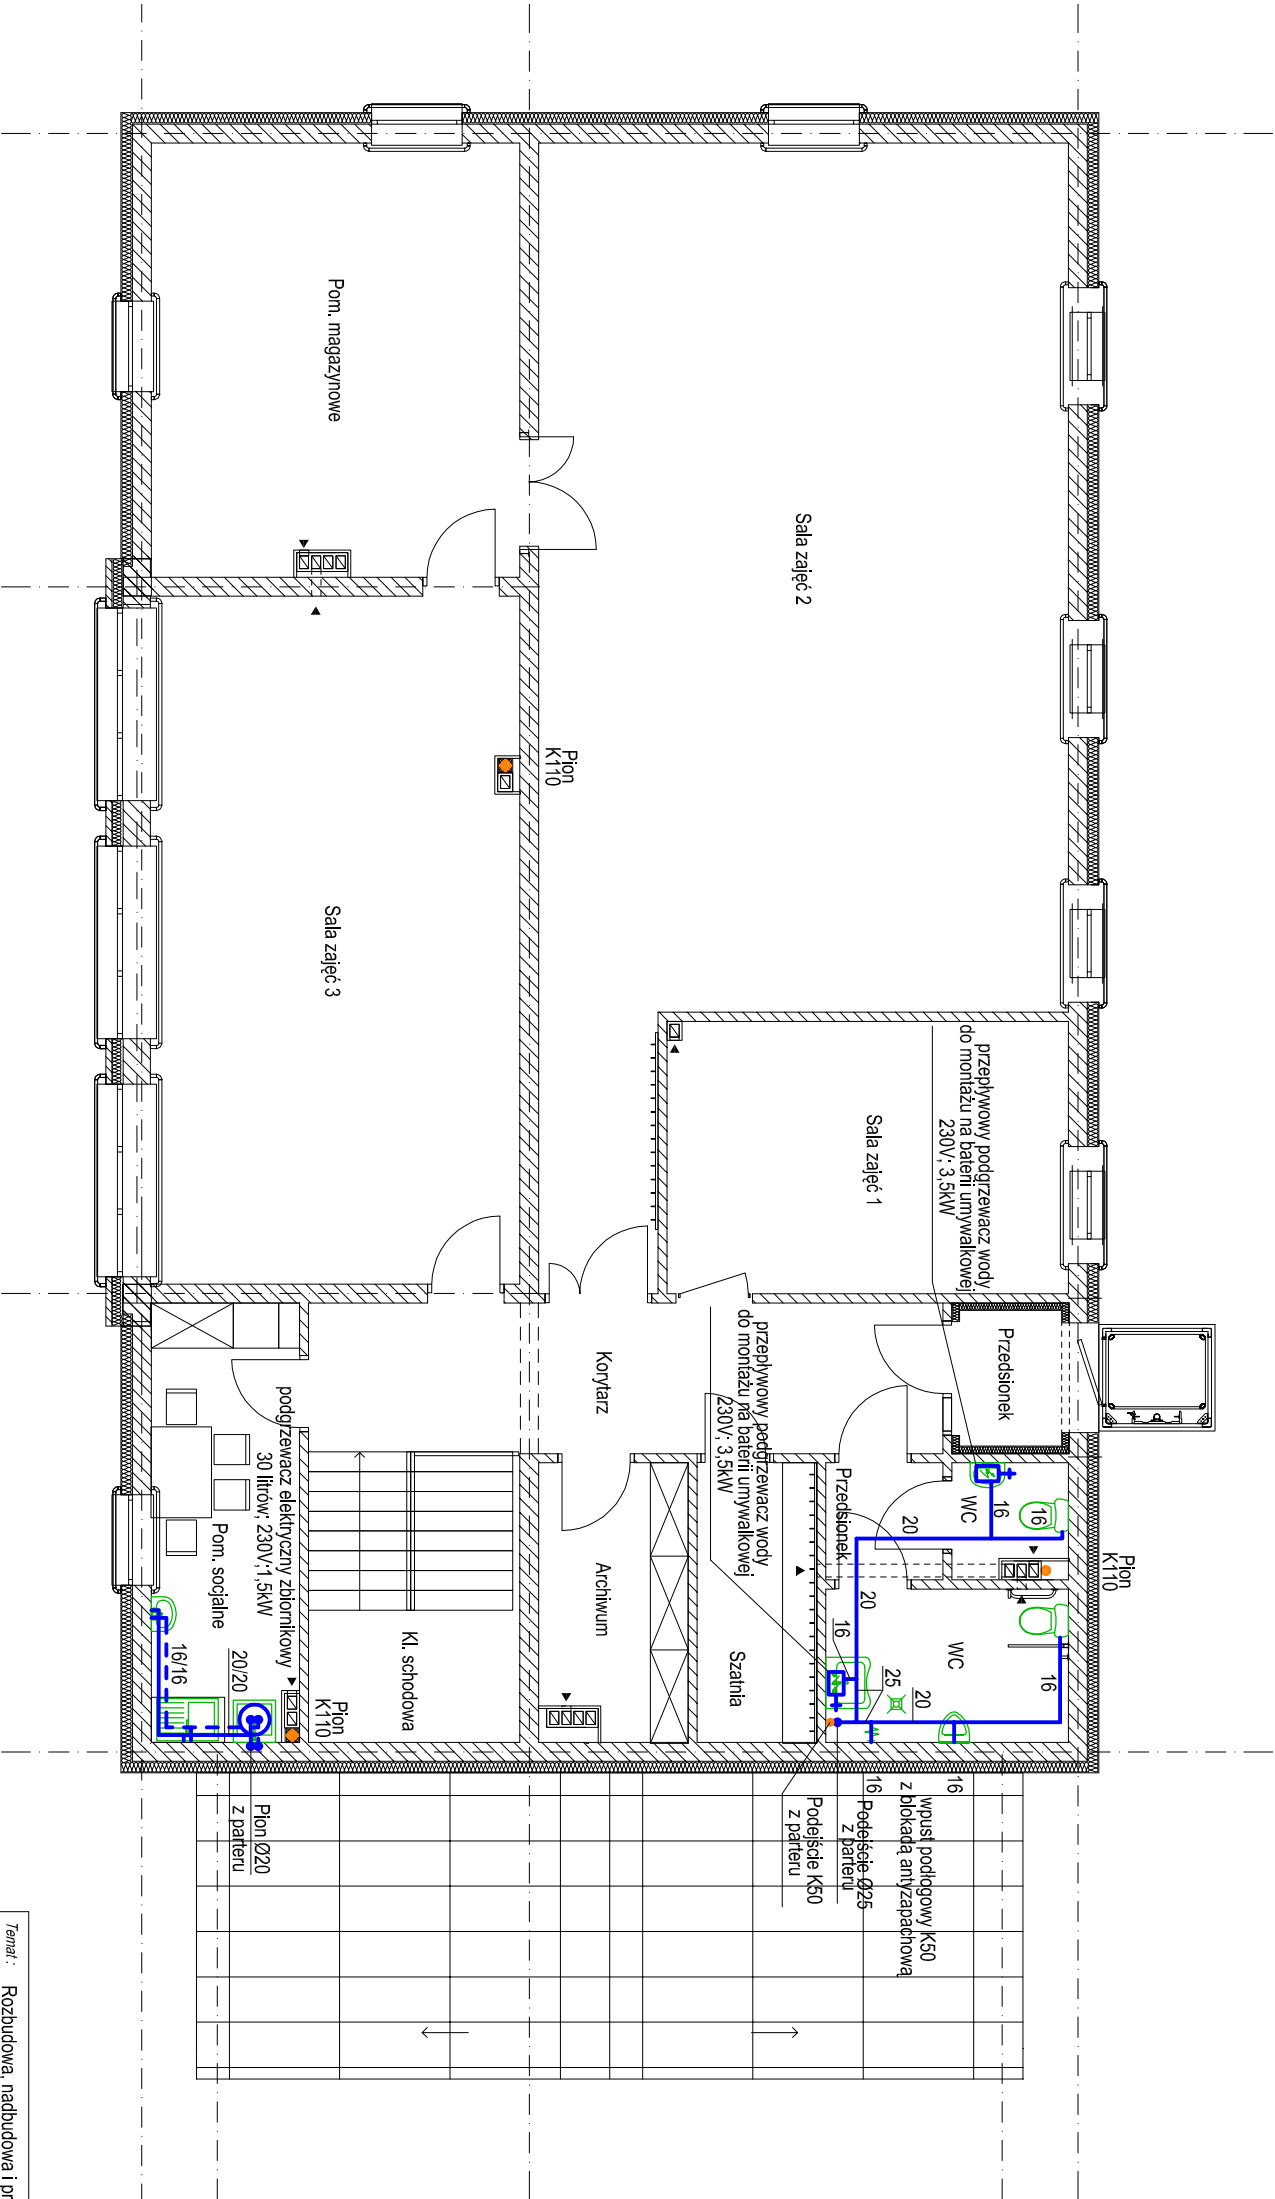 Pom. magazynowe
Sala zajęć 2
Pion
K110
Sala zajęć 3
przepływowy podgrzewacz wody
do montażu na baterii umywalkowej
230V; 3,5kW
Sala zajęć 1
Przedsionek
Korytarz
przepływowy podgrzewacz wody
do montażu na baterii umywalkowej
230V; 3,5kW
podgrzewacz elektryczny zbiornikowy
30 litrów; 230V;1,5kW
Przedsionek
WC
16
16
20
Pion
K110
20
16
WC
16
25
20
Archiwum
Szatnia
Kl. schodowa
Pom. socjalne
16/16
20/20
Pion
K110
16
16
wpust podłogowy K50
z blokadą antyzapachową
Podejście Ø25
z parteru
Podejście K50
z parteru
Pion Ø20
z parteru
Temat: Rozbudowa, nadbudowa i